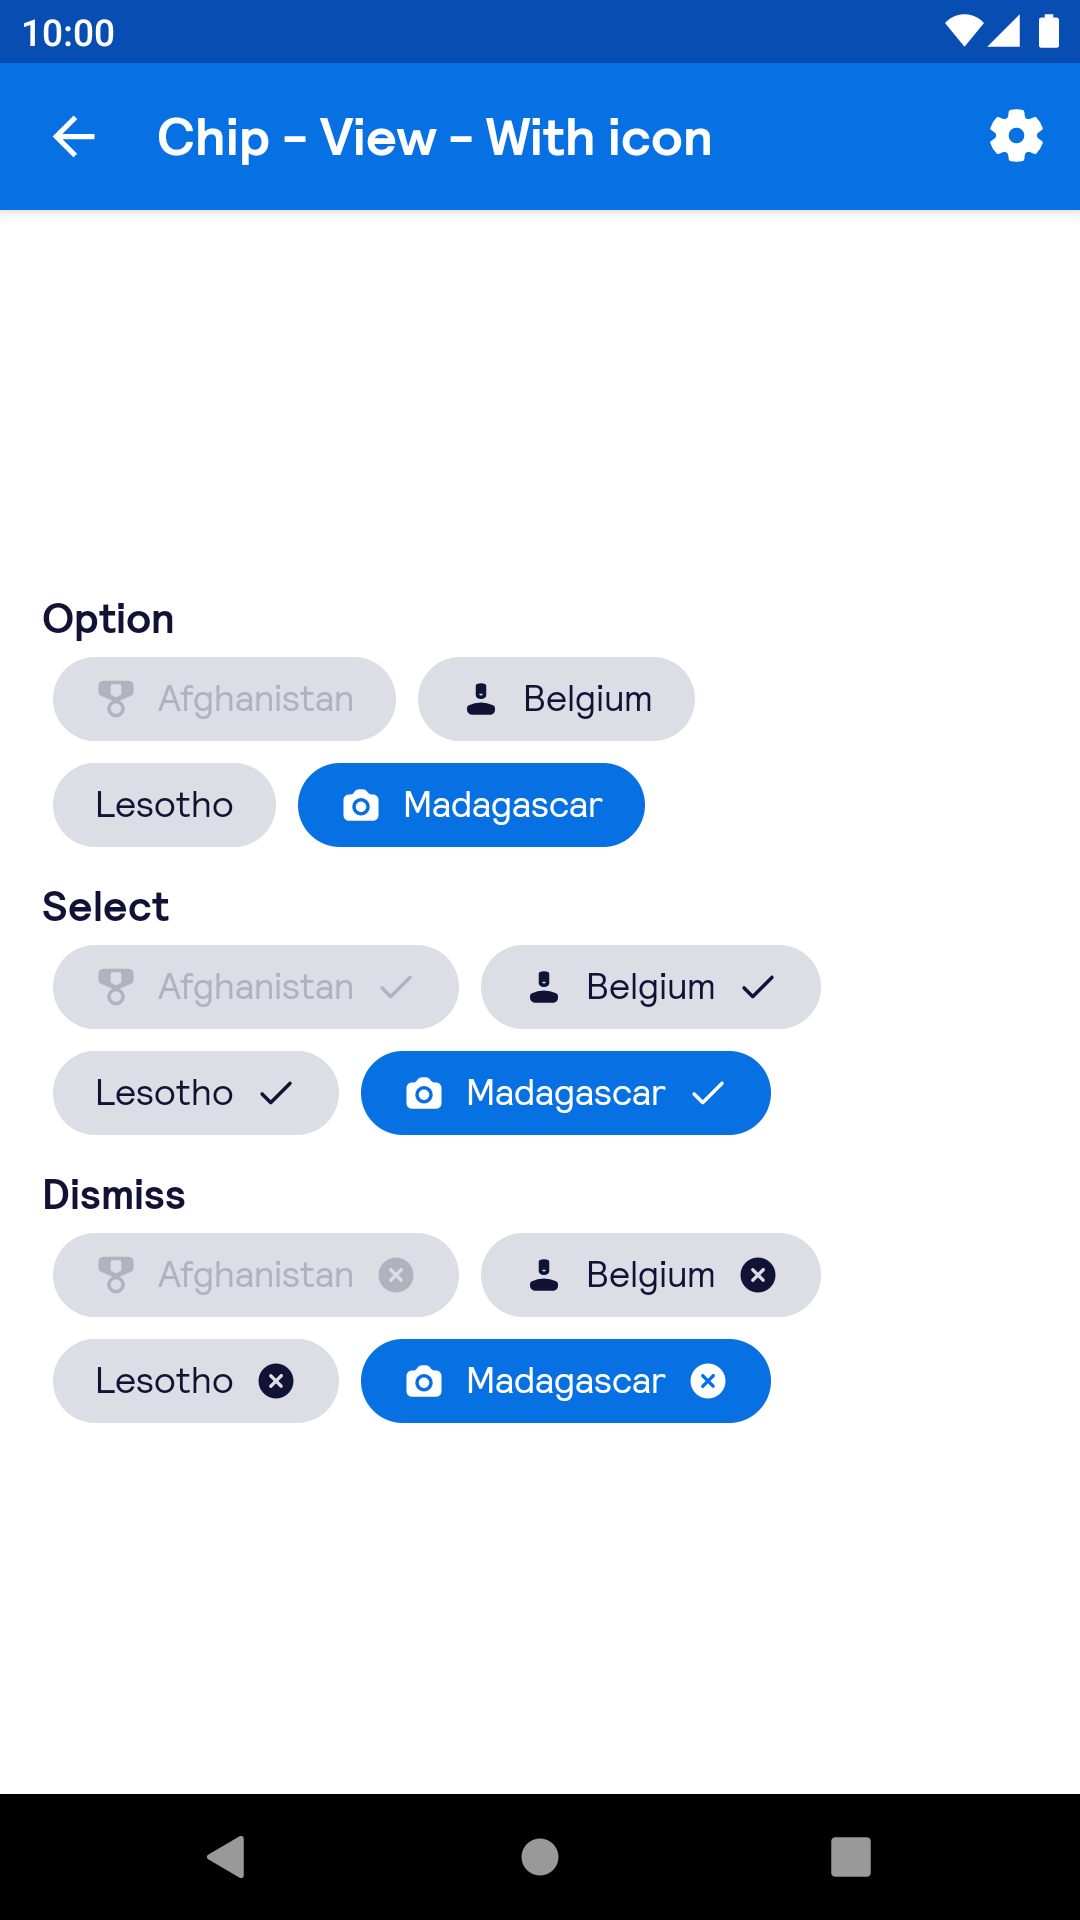 10:00
Chip - View - With icon
Option
Afghanistan Belgium
Lesotho Madagascar
Select
Afghanistan Belgium
Lesotho Madagascar
Dismiss
Afghanistan Belgium
Lesotho Madagascar